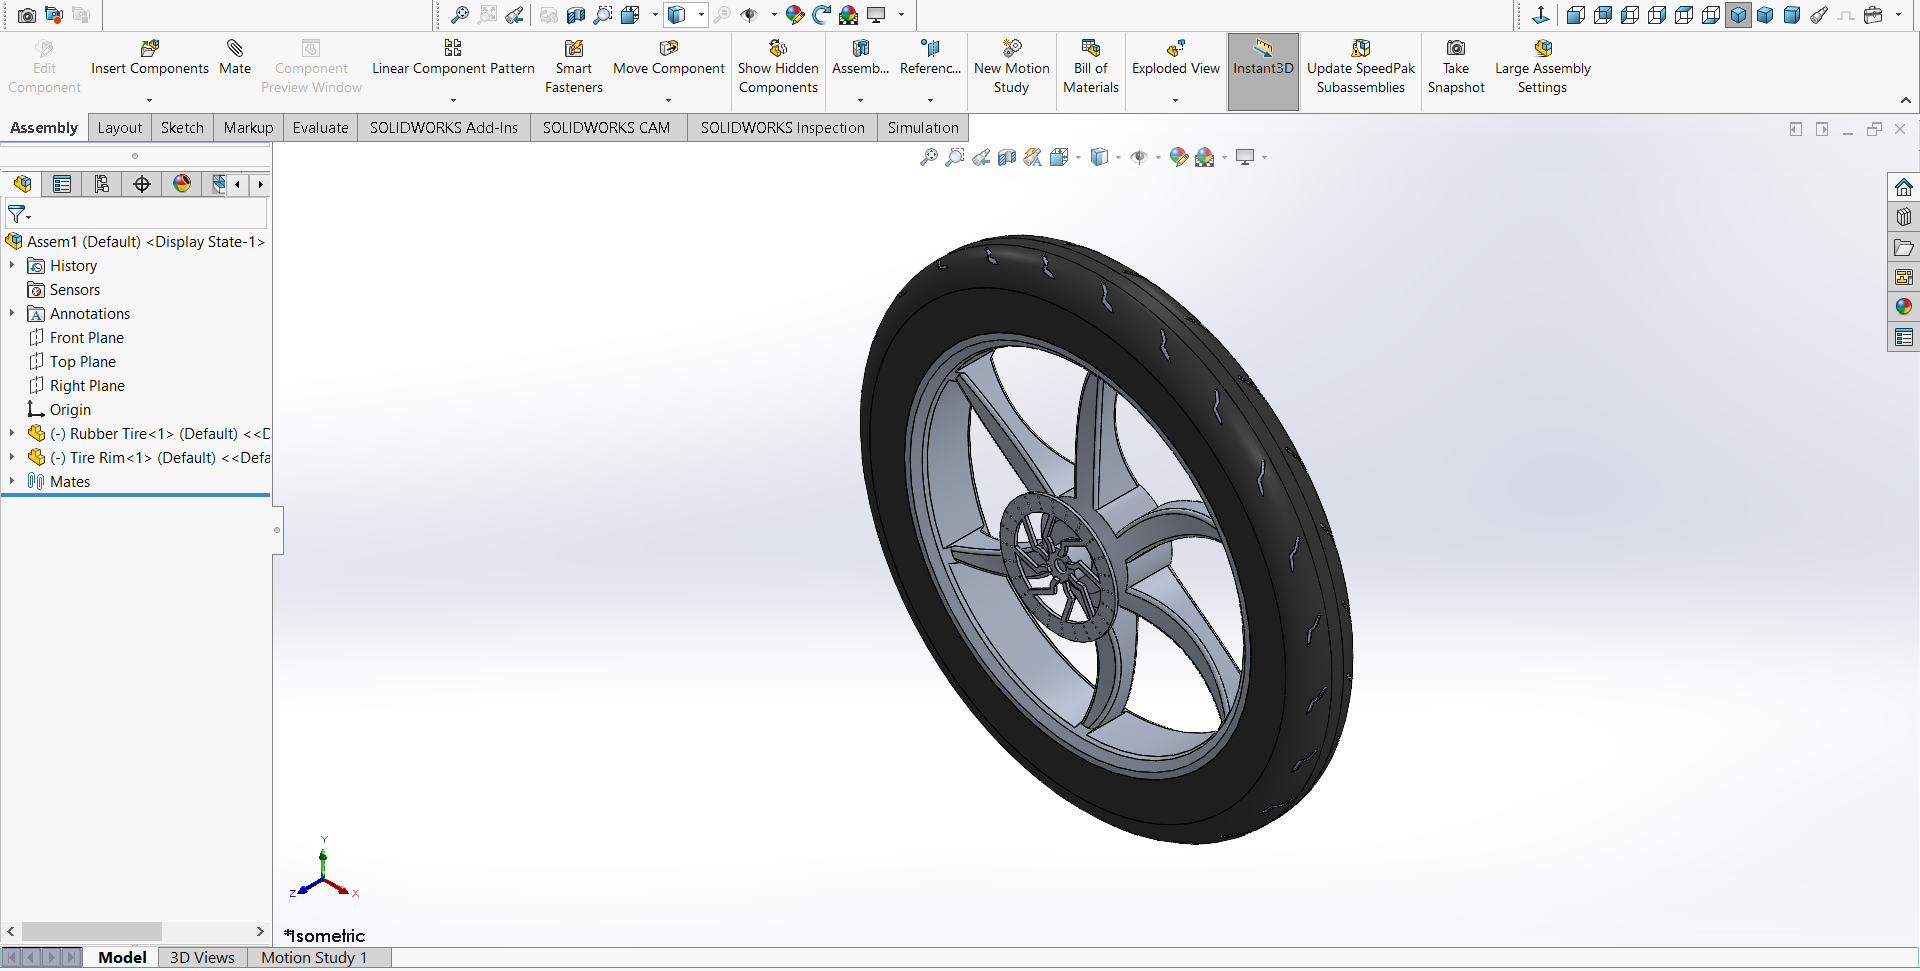 Edit
Component
Insert Components
Mate
Component
Preview Window
Linear Component Pattern
Smart
Fasteners
Move Component
Show Hidden
Components
Assemb...
Referenc...
New Motion
Study
Bill of
Materials
Exploded View
Instant3D
Update SpeedPak
Subassemblies
Take
Snapshot
Large Assembly
Settings
Assembly
Layout
Sketch
Markup
Evaluate
SOLIDWORKS Add-Ins
SOLIDWORKS CAM
SOLIDWORKS Inspection
Simulation
Assem1 (Default) <Display State-1>
History
Sensors
A
Annotations
Front Plane
Top Plane
Right Plane
Origin
(-) Rubber Tire<1> (Default) <<D
(-) Tire Rim<1> (Default) <<Defa
Mates
Y
Z
X
*Isometric
Model
3D Views
Motion Study 1